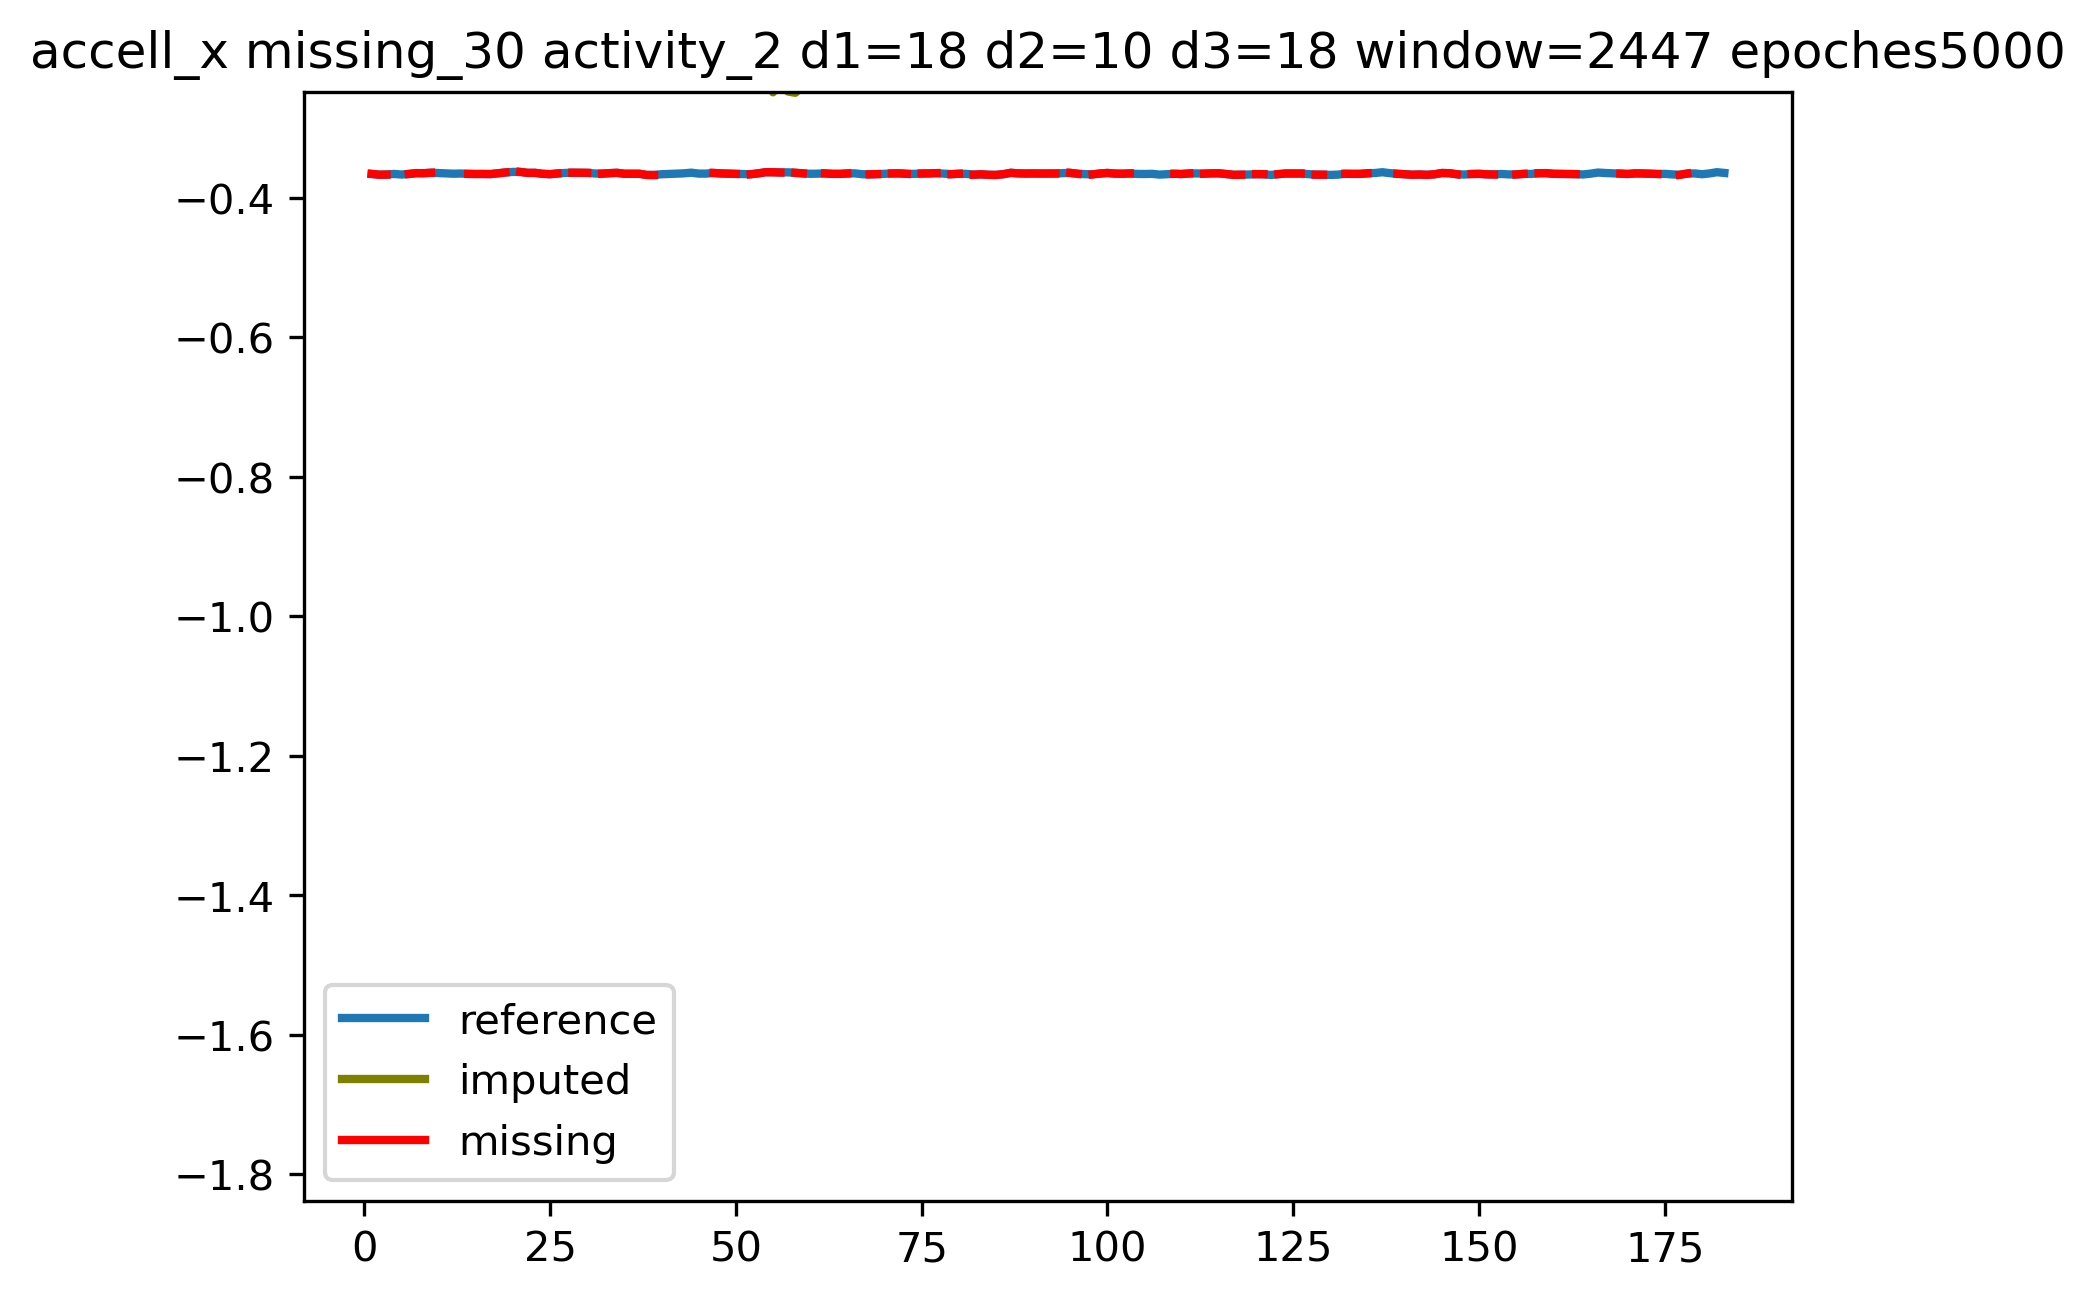 accell_x missing_30 activity_2 d1=18 d2=10 d3=18 window=2447 epoches5000
−0.4
−0.6
−0.8
−1.0
−1.2
−1.4
−1.6
−1.8
reference
imputed
missing
0 25 50 75 100 125 150 175